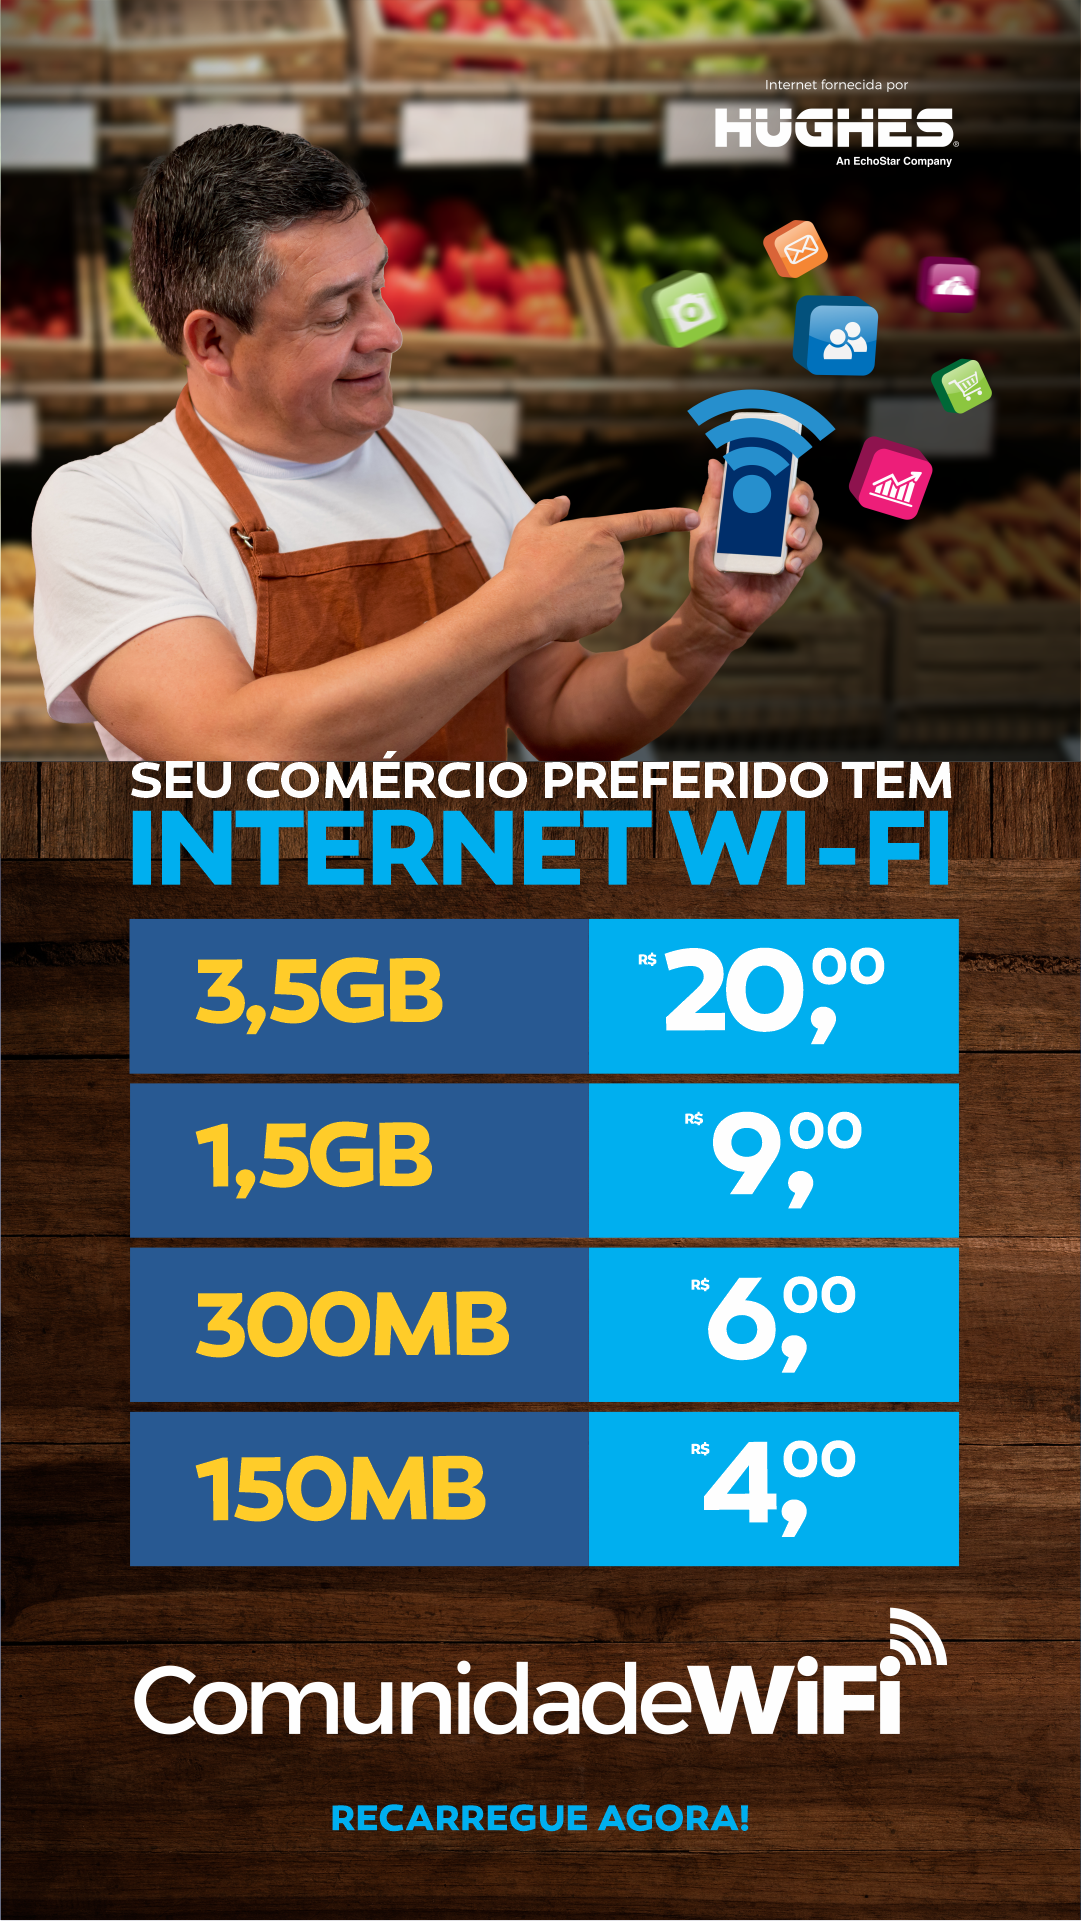 Internet fornecida por
HUGHES®
An EchoStar Company
SEU COMÉRCIO PREFERIDO TEM
INTERNET WI-FI
3,5GB R$ 20,00
1,5GB R$ 9,00
300MB R$ 6,00
150MB R$ 4,00
ComunidadeWiFi
RECARREGUE AGORA!